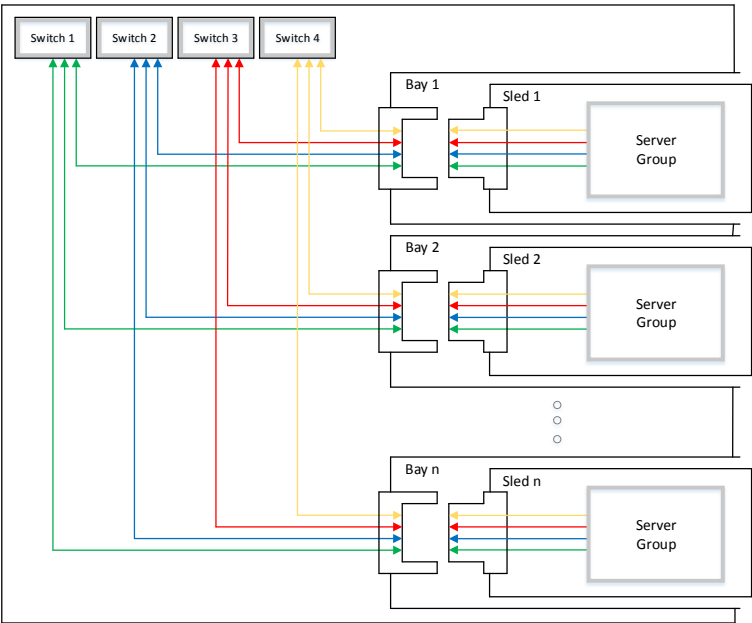 Switch 1
Switch 2
Switch 3
Switch 4
Bay 1
Sled 1
Server
Group
Bay 2
Sled 2
Server
Group
Bay n
Sled n
Server
Group